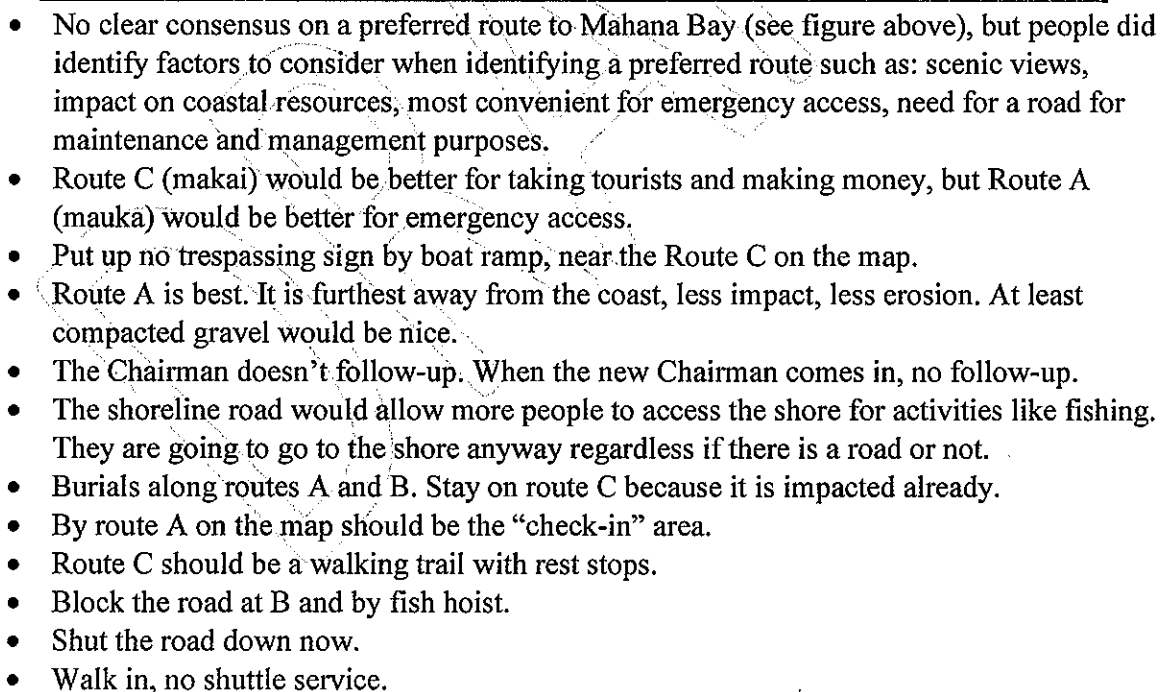 • No clear consensus on a preferred route to Mahana Bay (see figure above), but people did
identify factors to consider when identifying a preferred route such as: scenic views,
impact on coastal resources, most convenient for emergency access, need for a road for
maintenance and management purposes.
• Route C (makai) would be better for taking tourists and making money, but Route A
(mauka) would be better for emergency access.
• Put up no trespassing sign by boat ramp, near the Route C on the map.
• Route A is best. It is furthest away from the coast, less impact, less erosion. At least
compacted gravel would be nice.
• The Chairman doesn't follow-up. When the new Chairman comes in, no follow-up.
• The shoreline road would allow more people to access the shore for activities like fishing.
They are going to go to the shore anyway regardless if there is a road or not.
• Burials along routes A and B. Stay on route C because it is impacted already.
• By route A on the map should be the “check-in” area.
• Route C should be a walking trail with rest stops.
• Block the road at B and by fish hoist.
• Shut the road down now.
• Walk in, no shuttle service.